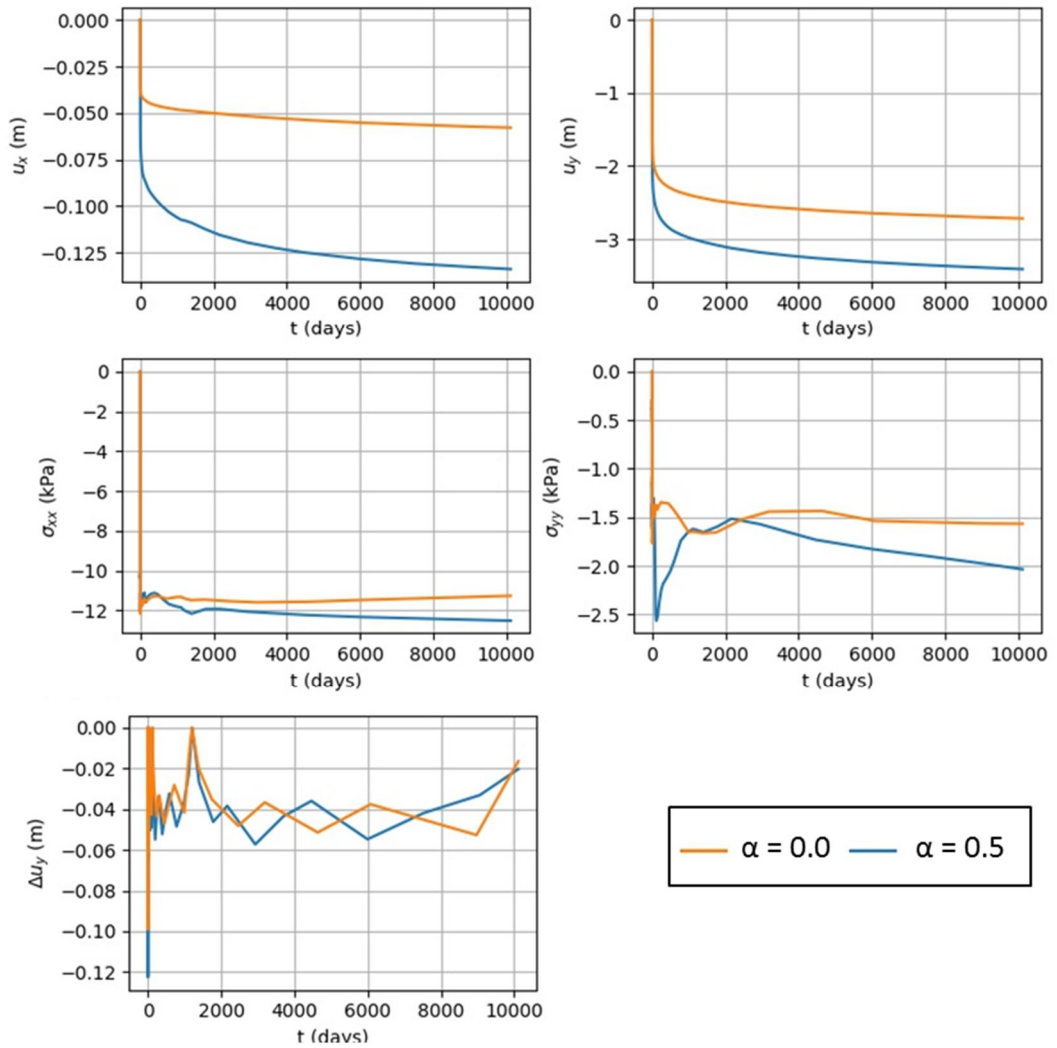 0.000
−0.025
−0.050
−0.075
−0.100
−0.125
u_x (m)
0 2000 4000 6000 8000 10000
t (days)
0
−1
−2
−3
u_y (m)
0 2000 4000 6000 8000 10000
t (days)
0
−2
−4
−6
−8
−10
−12
σ_xx (kPa)
0 2000 4000 6000 8000 10000
t (days)
0.0
−0.5
−1.0
−1.5
−2.0
−2.5
σ_yy (kPa)
0 2000 4000 6000 8000 10000
t (days)
0.00
−0.02
−0.04
−0.06
−0.08
−0.10
−0.12
Δu_y (m)
0 2000 4000 6000 8000 10000
t (days)
α = 0.0 α = 0.5